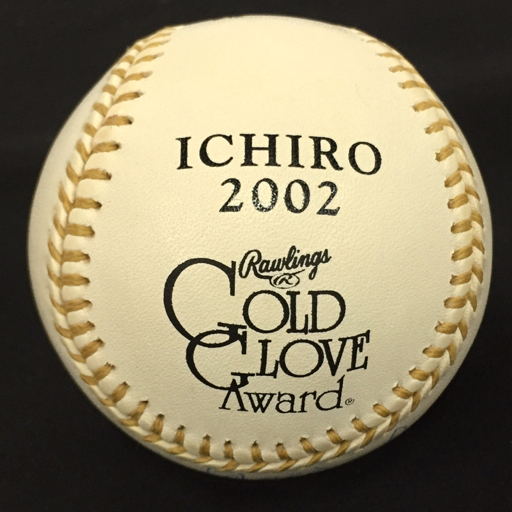 ICHIRO
2002
Rawlings
®
GOLD
GLOVE
Award®